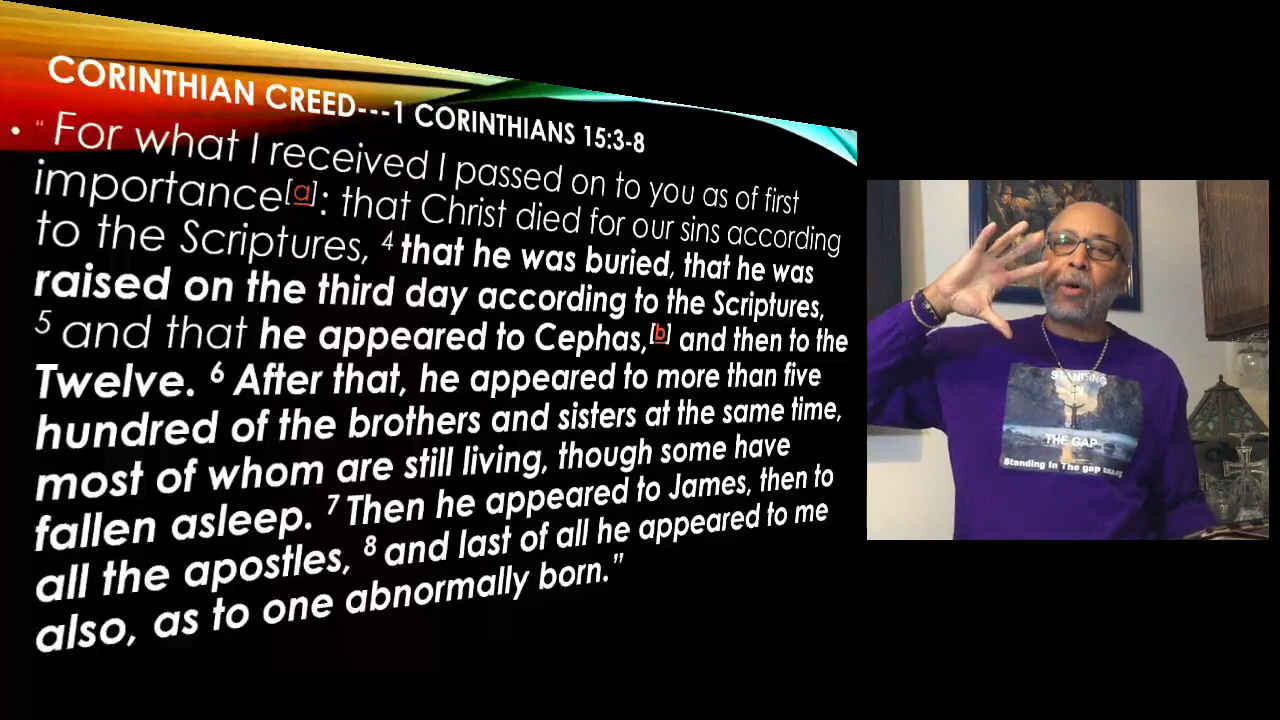 CORINTHIAN CREED---1 CORINTHIANS 15:3-8
• “ For what I received I passed on to you as of first
importance[a]: that Christ died for our sins according
to the Scriptures, 4 that he was buried, that he was
raised on the third day according to the Scriptures,
5 and that he appeared to Cephas,[b] and then to the
Twelve. 6 After that, he appeared to more than five
hundred of the brothers and sisters at the same time,
most of whom are still living, though some have
fallen asleep. 7 Then he appeared to James, then to
all the apostles, 8 and last of all he appeared to me
also, as to one abnormally born.”
STANDING
IN
THE GAP
Standing In The gap